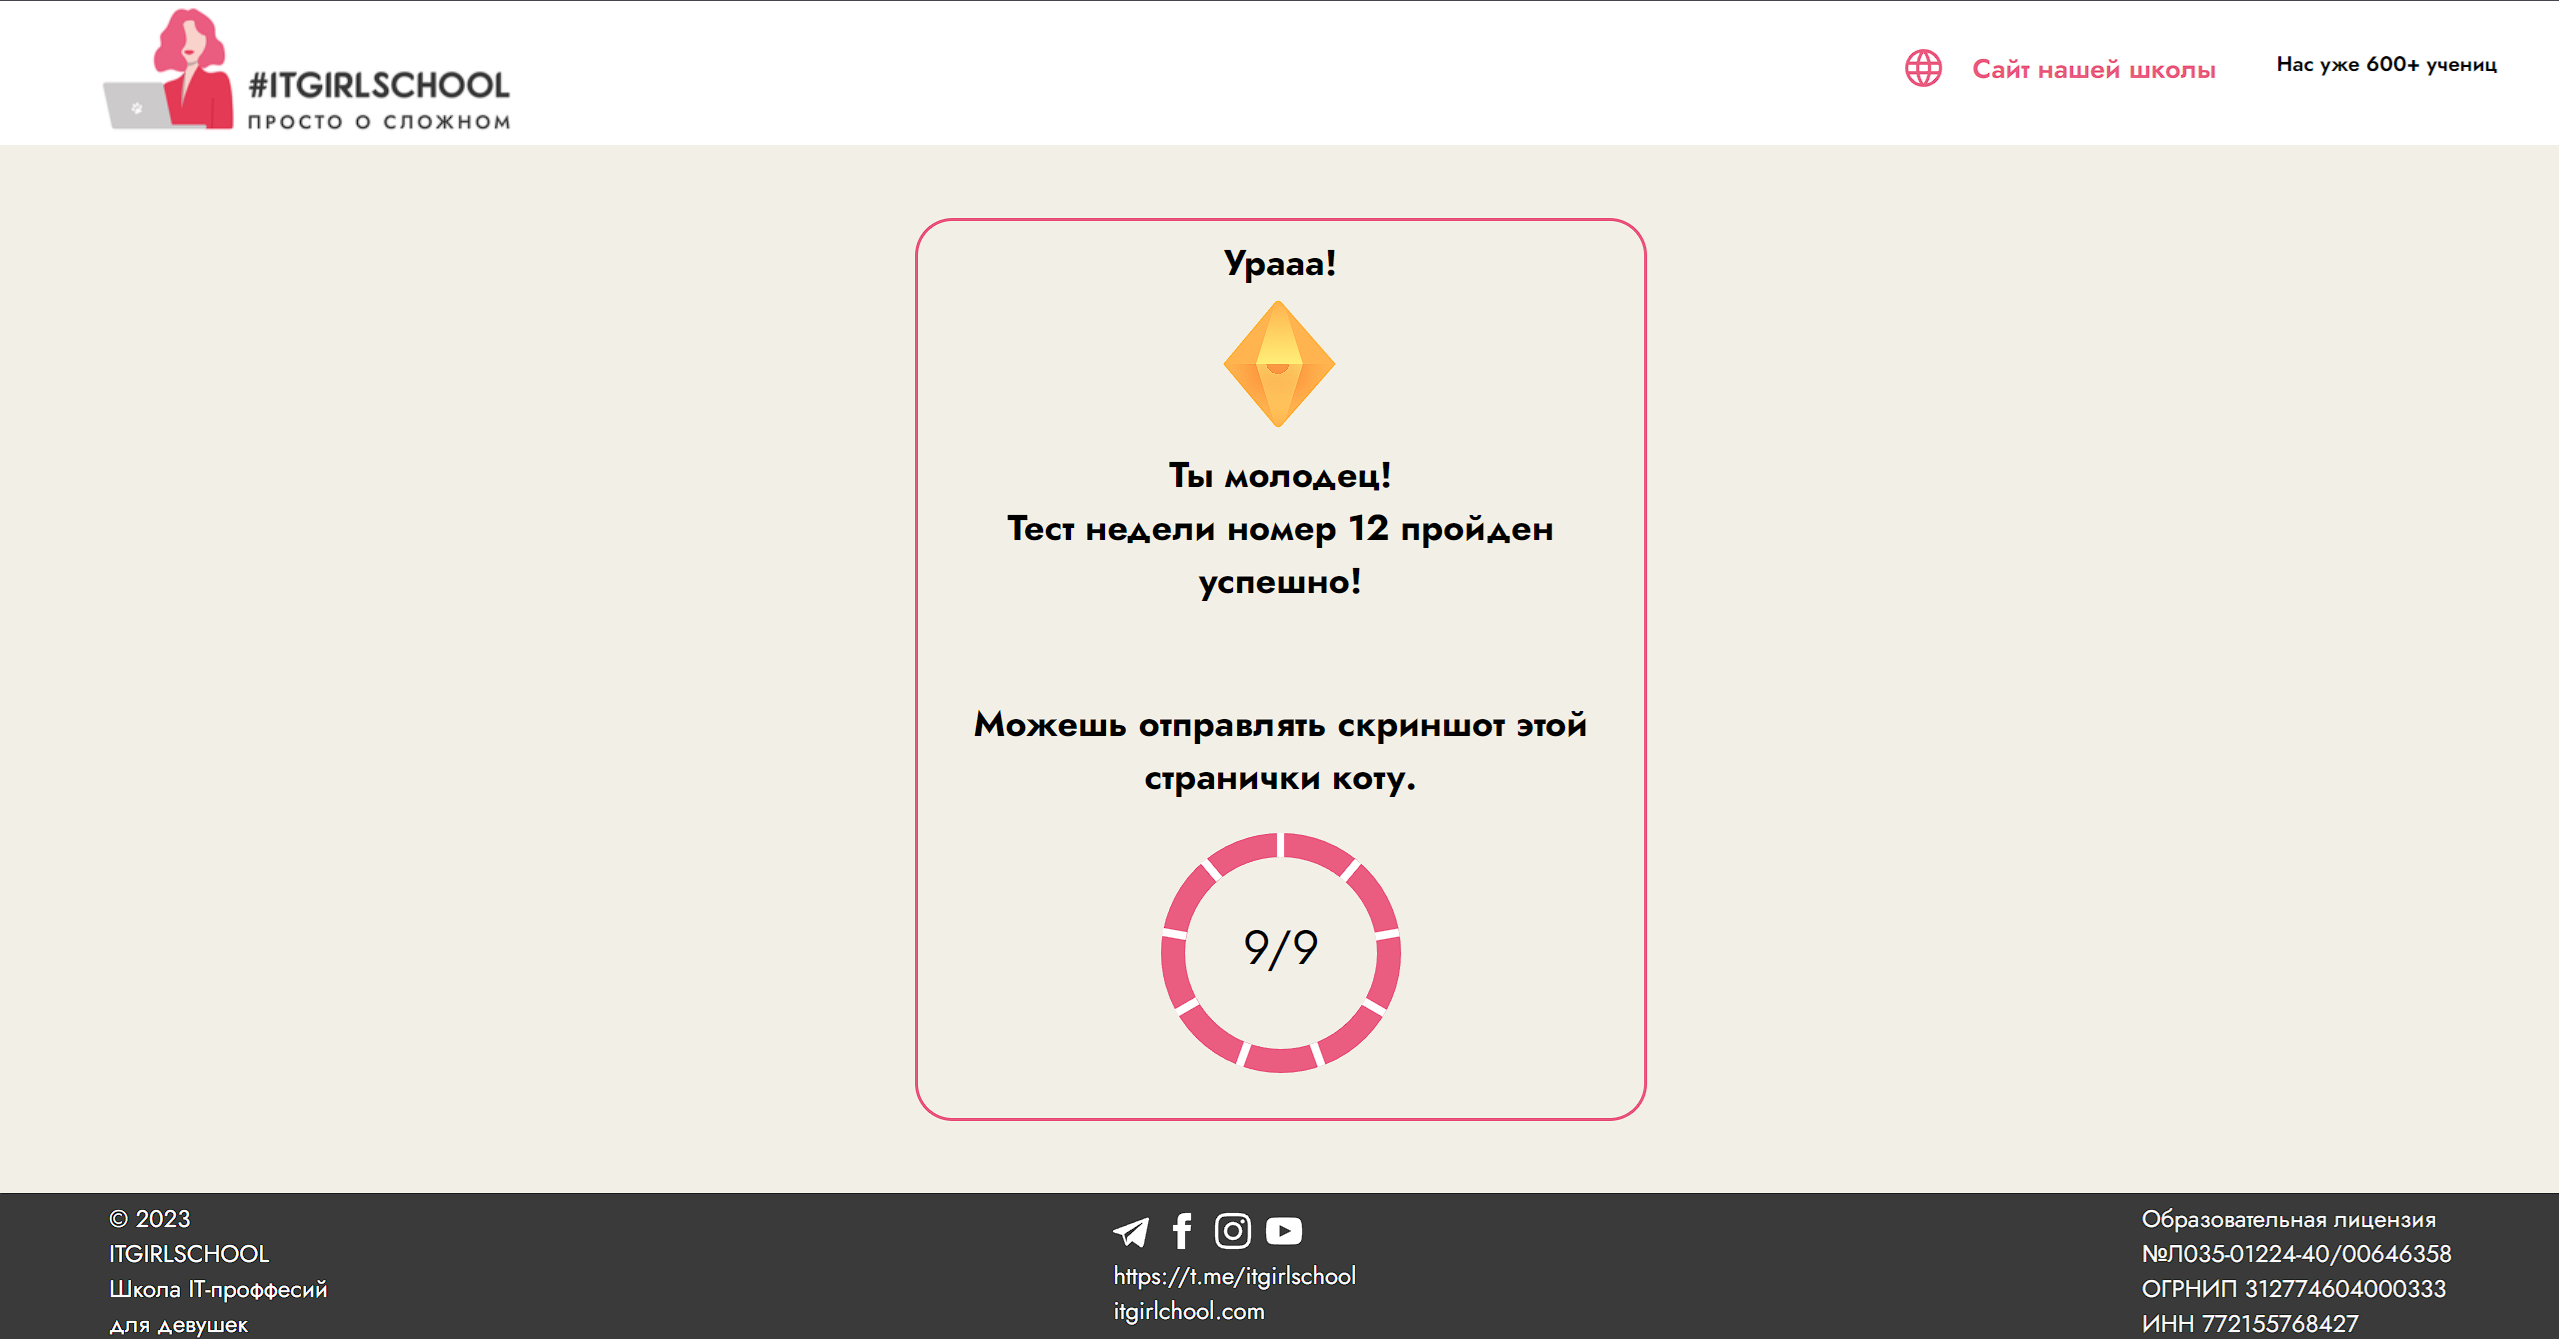 #ITGIRLSCHOOL
ПРОСТО О СЛОЖНОМ
Сайт нашей школы
Нас уже 600+ учениц
Урааа!
Ты молодец!
Тест недели номер 12 пройден
успешно!
Можешь отправлять скриншот этой
странички коту.
9/9
© 2023
ITGIRLSCHOOL
Школа IT-проффесий
для девушек
https://t.me/itgirlschool
itgirlchool.com
Образовательная лицензия
№Л035-01224-40/00646358
ОГРНИП 312774604000333
ИНН 772155768427